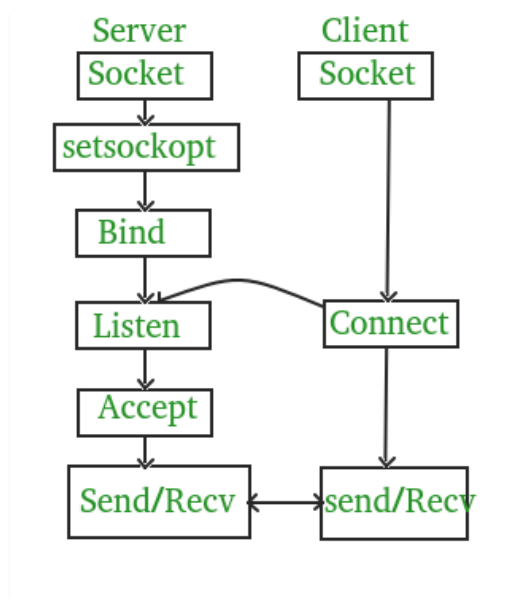 Server
Client
Socket
Socket
setsockopt
Bind
Listen
Connect
Accept
Send/Recv
send/Recv